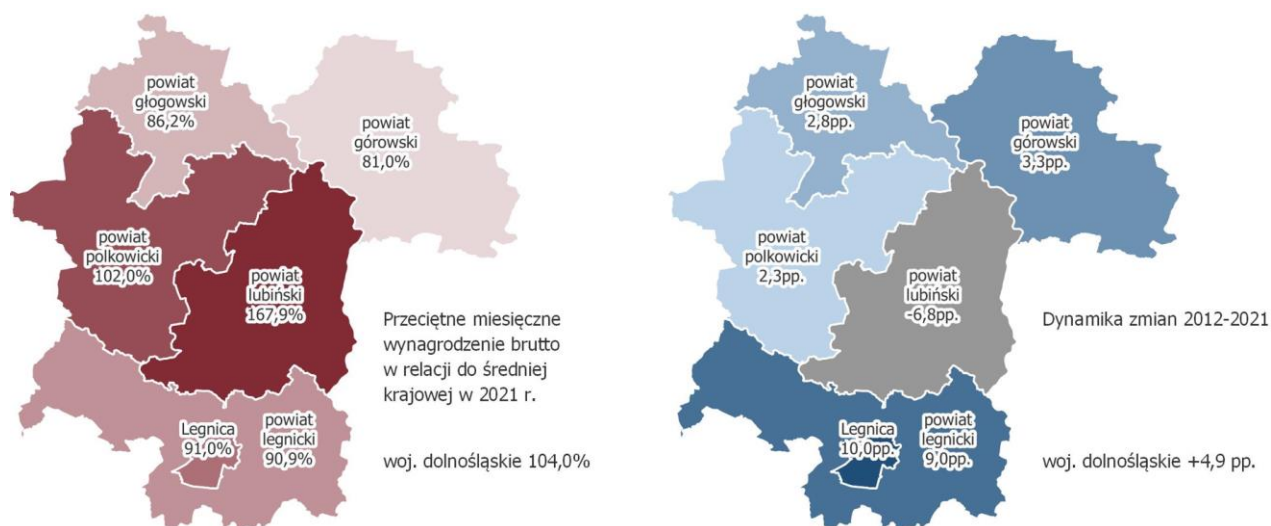 powiat
głogowski
86,2%
powiat
górowski
81,0%
powiat
polkowicki
102,0%
powiat
lubiński
167,9%
Legnica
91,0%
powiat
legnicki
90,9%
Przeciętne miesięczne
wynagrodzenie brutto
w relacji do średniej
krajowej w 2021 r.
woj. dolnośląskie 104,0%
powiat
głogowski
2,8pp.
powiat
górowski
3,3pp.
powiat
polkowicki
2,3pp.
powiat
lubiński
-6,8pp.
Legnica
10,0pp.
powiat
legnicki
9,0pp.
Dynamika zmian 2012-2021
woj. dolnośląskie +4,9 pp.